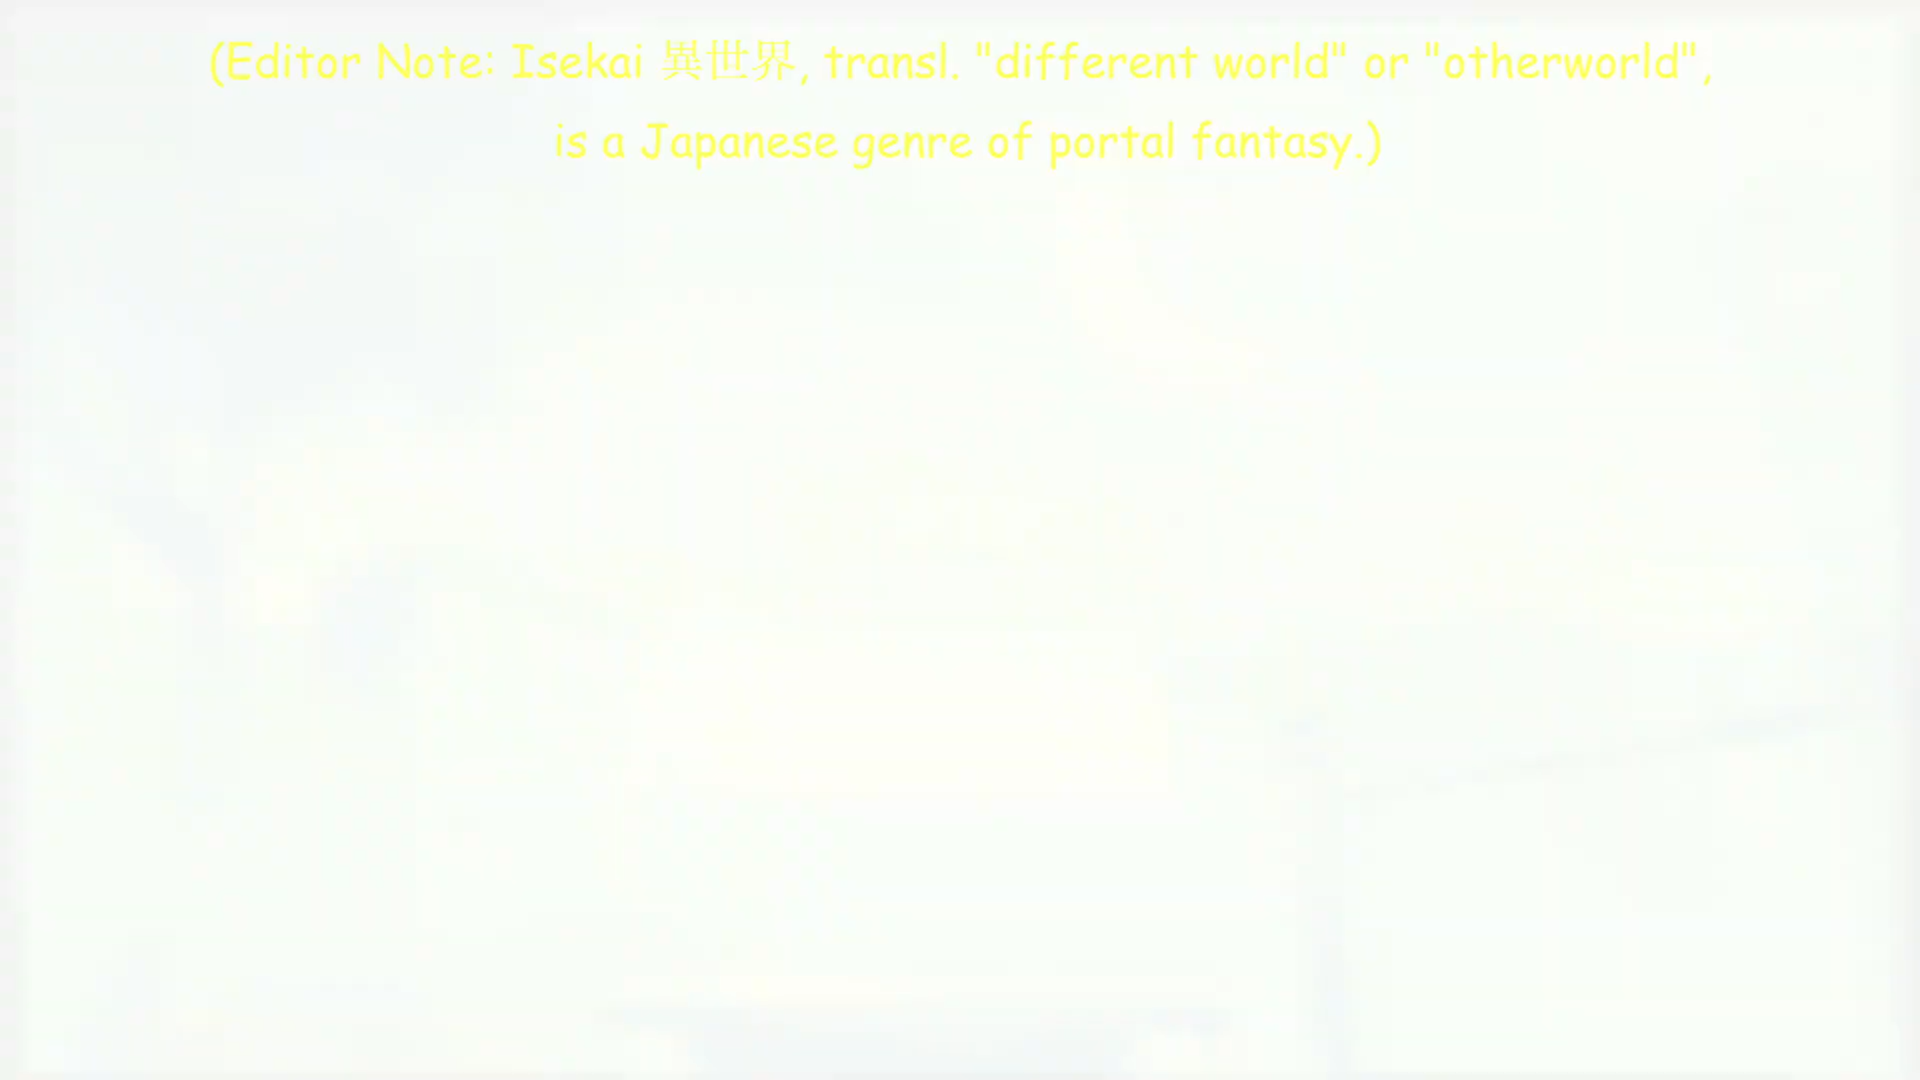 (Editor Note: Isekai 異世界, transl. "different world" or "otherworld",
is a Japanese genre of portal fantasy.)